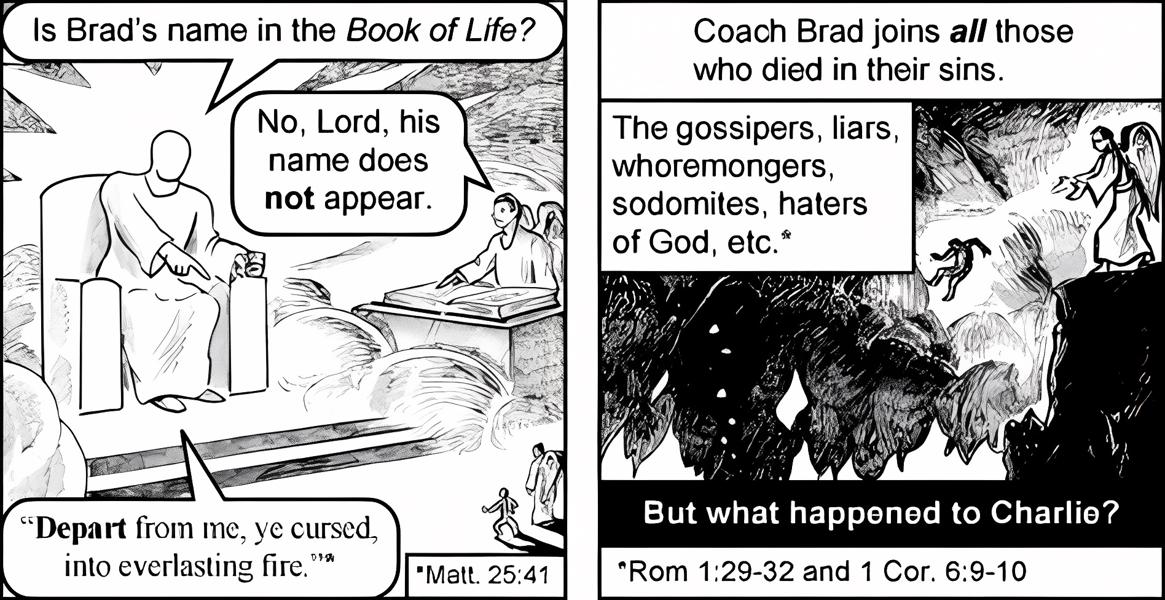 Is Brad's name in the Book of Life?
No, Lord, his
name does
not appear.
“Depart from me, ye cursed,
into everlasting fire.”*
*Matt. 25:41
Coach Brad joins all those
who died in their sins.
The gossipers, liars,
whoremongers,
sodomites, haters
of God, etc.*
But what happened to Charlie?
*Rom 1:29-32 and 1 Cor. 6:9-10